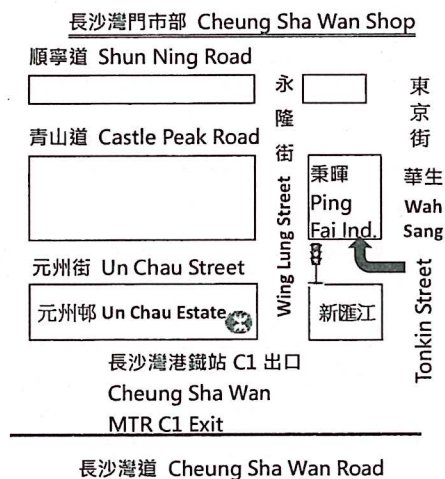 長沙灣門市部 Cheung Sha Wan Shop
順寧道 Shun Ning Road
永隆街 Wing Lung Street
東京街
青山道 Castle Peak Road
秉暉
Ping
Fai Ind.
華生
Wah
Sang
元州街 Un Chau Street
元州邨 Un Chau Estate
新匯江
Tonkin Street
長沙灣港鐵站 C1 出口
Cheung Sha Wan
MTR C1 Exit
長沙灣道 Cheung Sha Wan Road